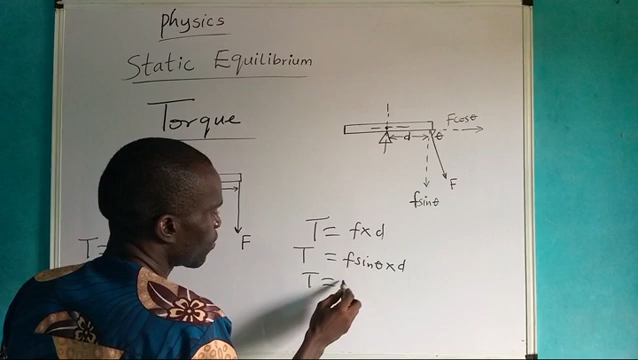 Physics
Static Equilibrium
Torque
Fcosθ
d
θ
F
fsinθ
F
T =
T = f x d
T = fsinθ x d
T =